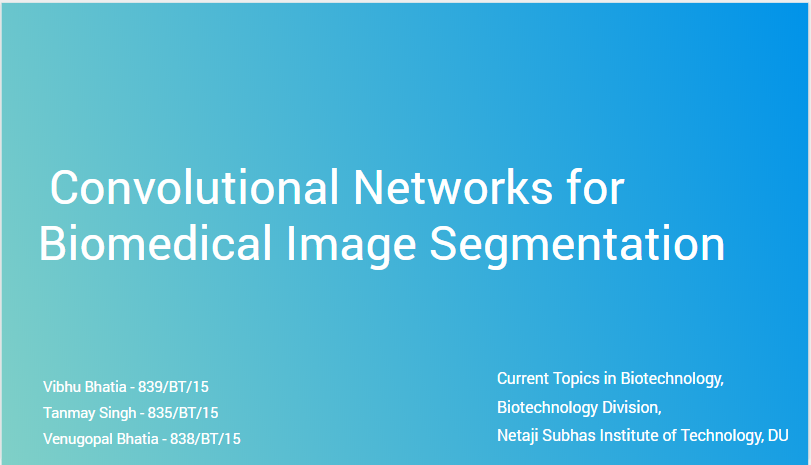 Convolutional Networks for
Biomedical Image Segmentation
Vibhu Bhatia - 839/BT/15
Tanmay Singh - 835/BT/15
Venugopal Bhatia - 838/BT/15
Current Topics in Biotechnology,
Biotechnology Division,
Netaji Subhas Institute of Technology, DU